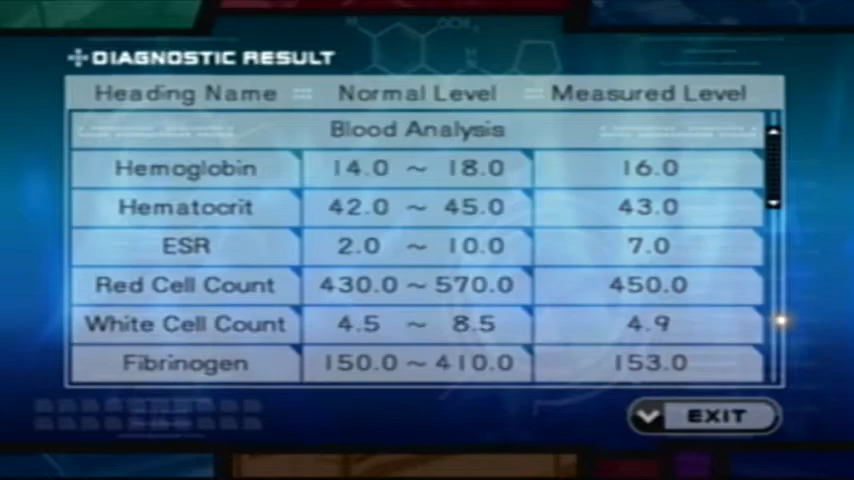 DIAGNOSTIC RESULT
Heading Name Normal Level Measured Level
Blood Analysis
Hemoglobin 14.0 ~ 18.0 16.0
Hematocrit 42.0 ~ 45.0 43.0
ESR 2.0 ~ 10.0 7.0
Red Cell Count 430.0 ~ 570.0 450.0
White Cell Count 4.5 ~ 8.5 4.9
Fibrinogen 150.0 ~ 410.0 153.0
EXIT